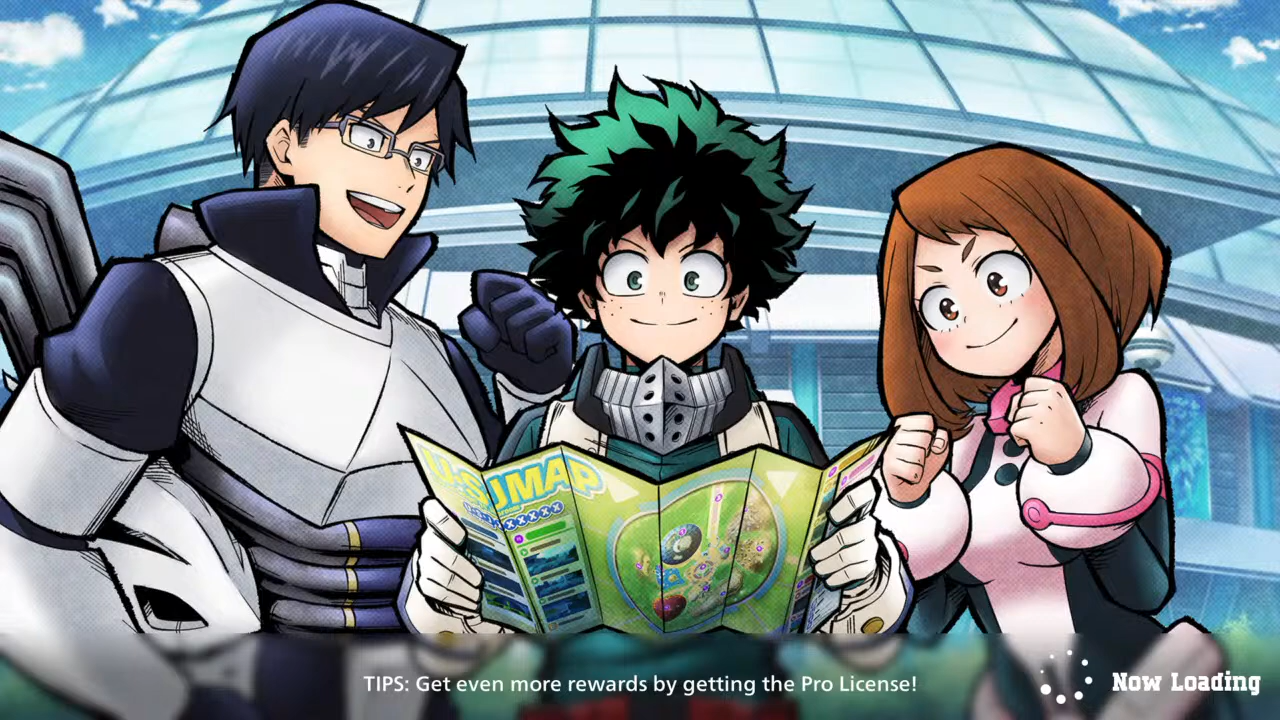 U.S.J MAP
TIPS: Get even more rewards by getting the Pro License!
Now Loading